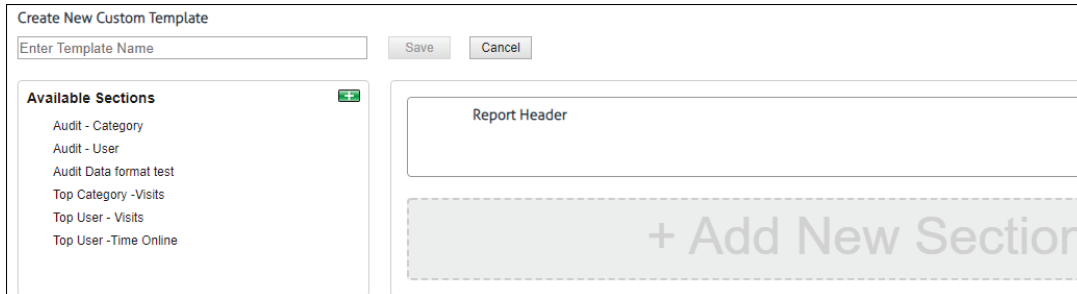 Create New Custom Template
Enter Template Name
Save
Cancel
Available Sections
Audit - Category
Audit - User
Audit Data format test
Top Category -Visits
Top User - Visits
Top User -Time Online
Report Header
+ Add New Section